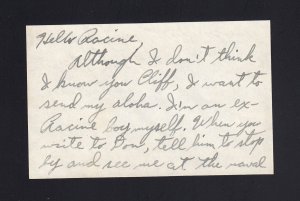 Hello Racine
Although I don't think
I know you Cliff, I want to
send my aloha. I'm an ex-
Racine boy myself. When you
write to Don, tell him to stop
by and see me at the naval